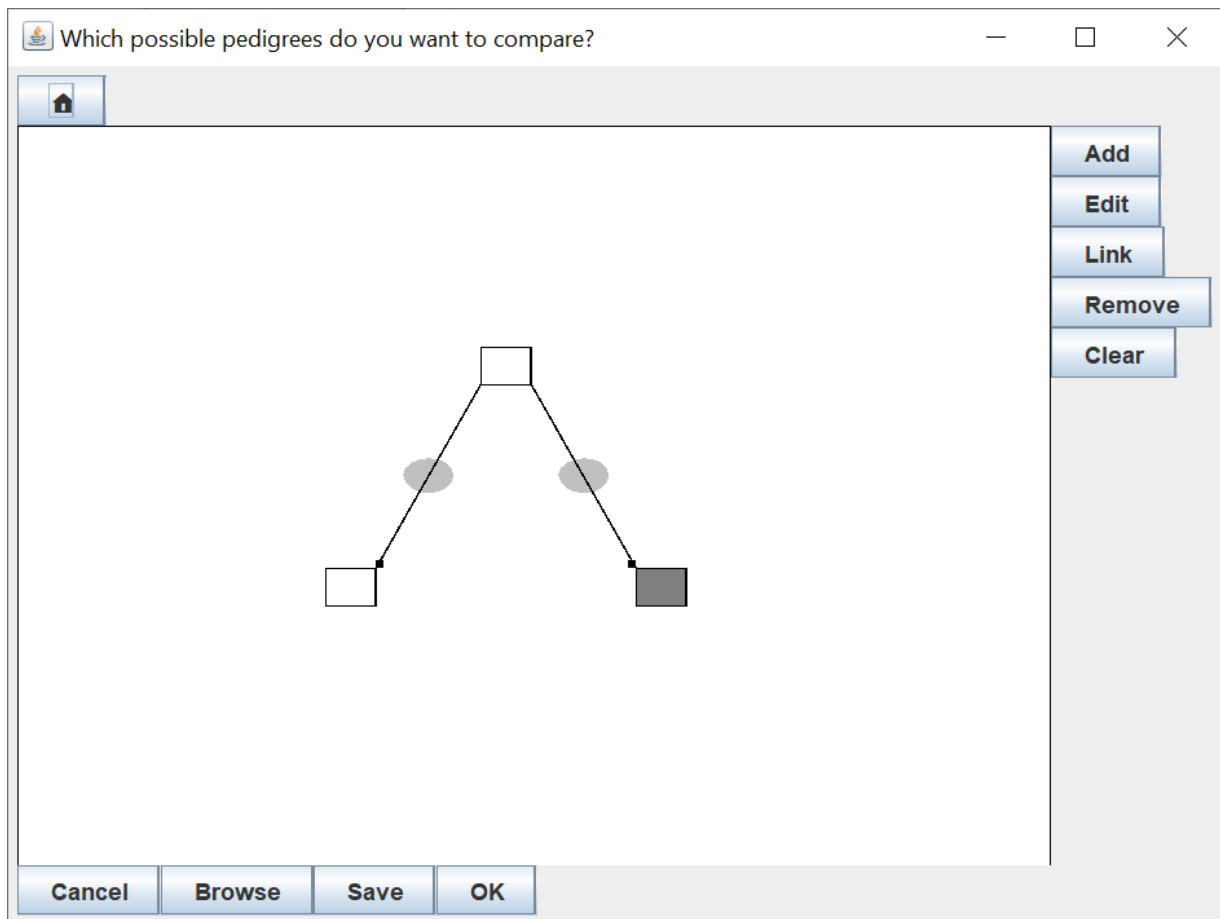 Which possible pedigrees do you want to compare?
Add
Edit
Link
Remove
Clear
Cancel Browse Save OK